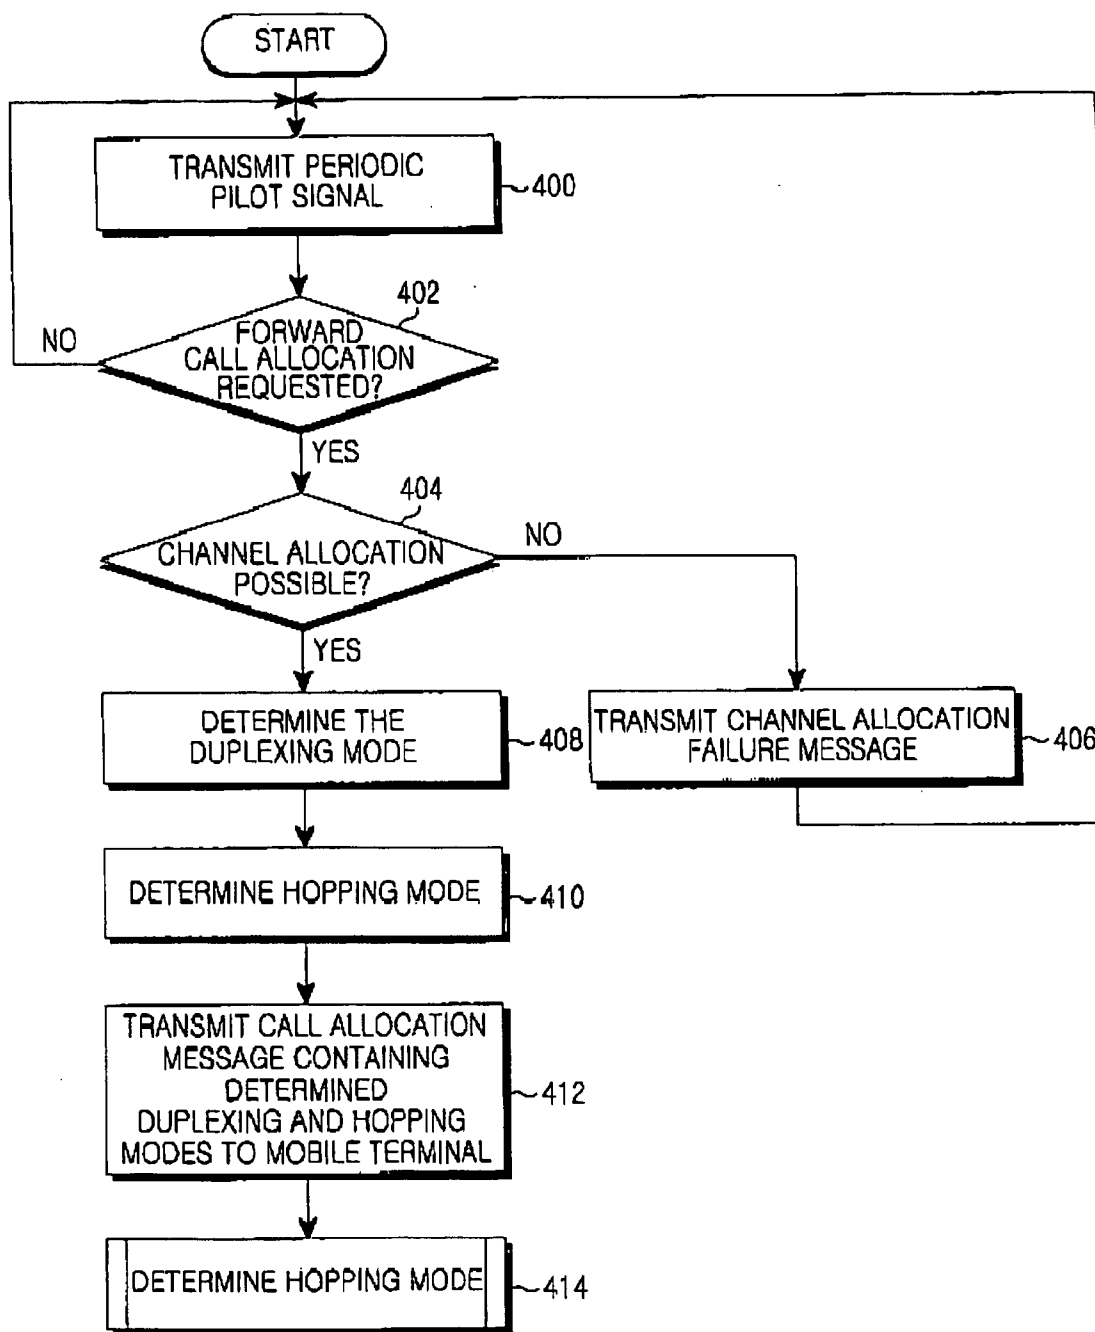 START
TRANSMIT PERIODIC
PILOT SIGNAL
400
402
FORWARD
CALL ALLOCATION
REQUESTED?
NO
YES
404
CHANNEL ALLOCATION
POSSIBLE?
NO
YES
DETERMINE THE
DUPLEXING MODE
408
TRANSMIT CHANNEL ALLOCATION
FAILURE MESSAGE
406
DETERMINE HOPPING MODE
410
TRANSMIT CALL ALLOCATION
MESSAGE CONTAINING
DETERMINED
DUPLEXING AND HOPPING
MODES TO MOBILE TERMINAL
412
DETERMINE HOPPING MODE
414